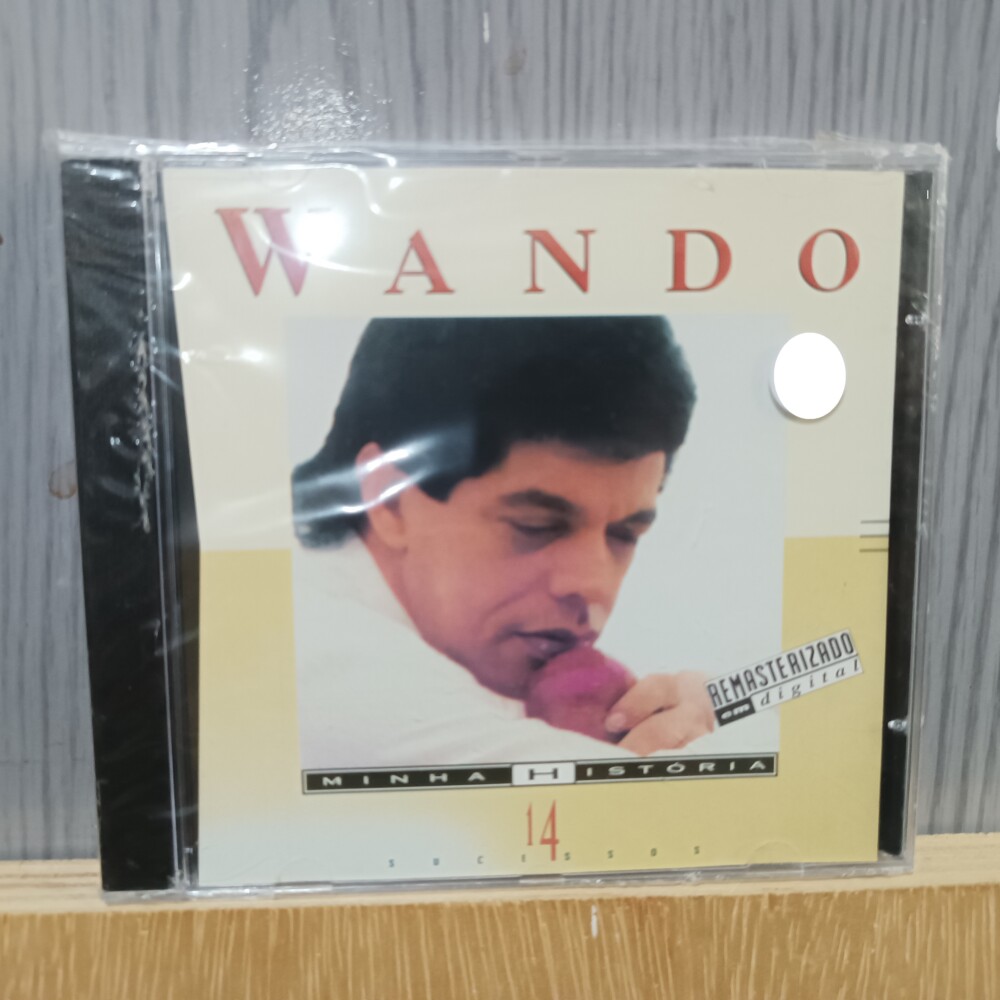 WANDO
REMASTERIZADO
em digital
MINHA HISTÓRIA
14
SUCESSOS